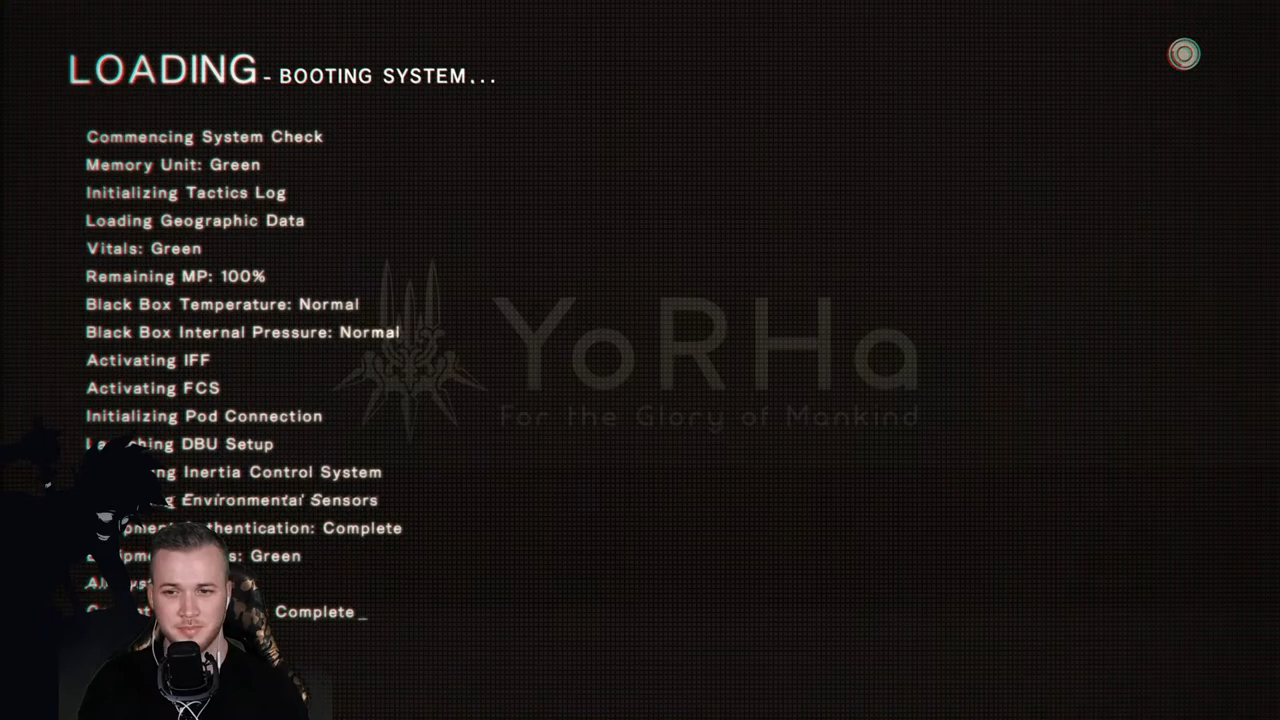 LOADING - BOOTING SYSTEM...
Commencing System Check
Memory Unit: Green
Initializing Tactics Log
Loading Geographic Data
Vitals: Green
Remaining MP: 100%
Black Box Temperature: Normal
Black Box Internal Pressure: Normal
Activating IFF
Activating FCS
Initializing Pod Connection
DBU Setup
Inertia Control System
Environmental Sensors
Complete
Green
Complete_
YoRHa
For the Glory of Mankind